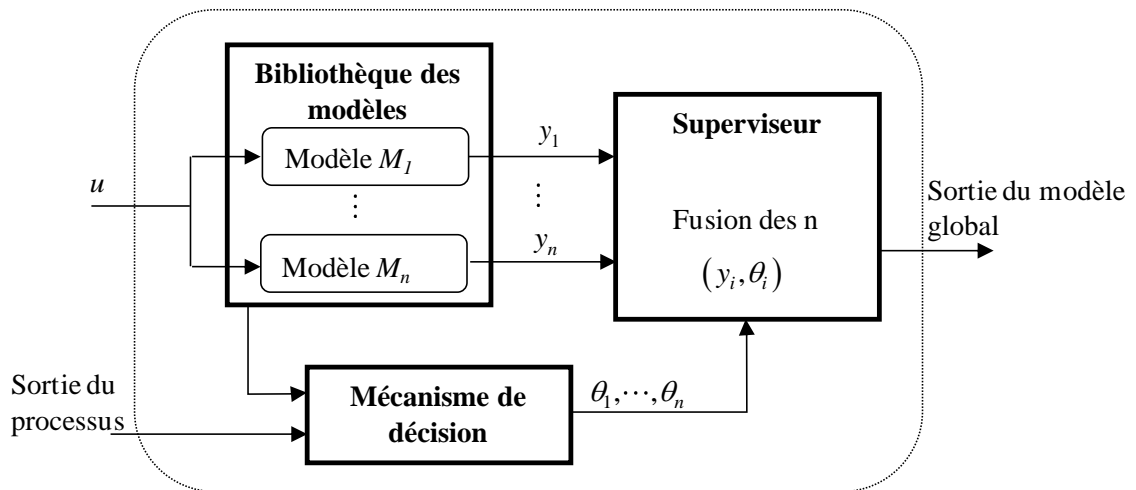 Bibliothèque des
modèles
Modèle M1
⋮
Modèle Mn
u
y1
⋮
yn
Superviseur
Fusion des n
(yi, θi)
Sortie du modèle
global
Sortie du
processus
Mécanisme de
décision
θ1,⋯,θn